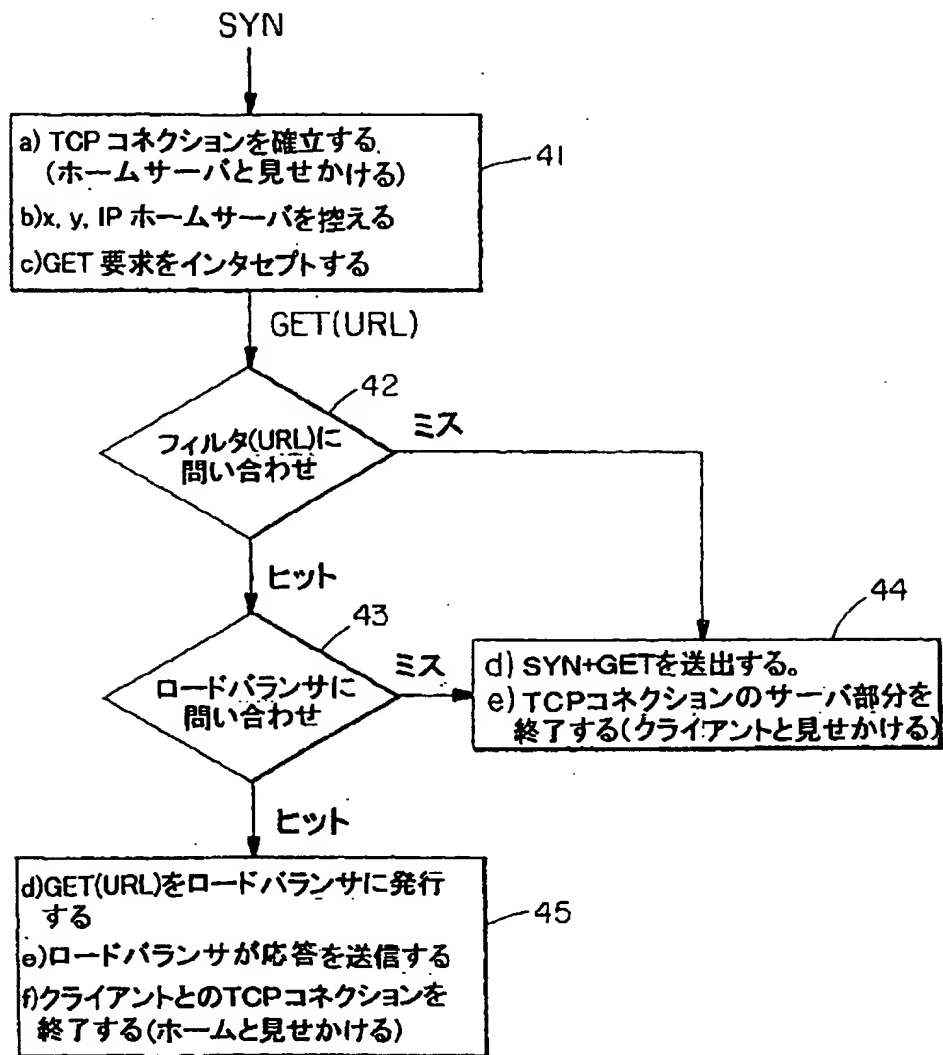 SYN
a) TCP コネクションを確立する.
(ホームサーバと見せかける)
b)x, y, IP ホームサーバを控える
c)GET 要求をインタセプトする
41
GET(URL)
42
フィルタ(URL)に
問い合わせ
ミス
ヒット
43
ロードバランサに
問い合わせ
ミス
44
d) SYN+GETを送出する。
e) TCPコネクションのサーバ部分を
終了する(クライアントと見せかける)
ヒット
d)GET(URL)をロードバランサに発行
する
e)ロードバランサが応答を送信する
f)クライアントとのTCPコネクションを
終了する(ホームと見せかける)
45